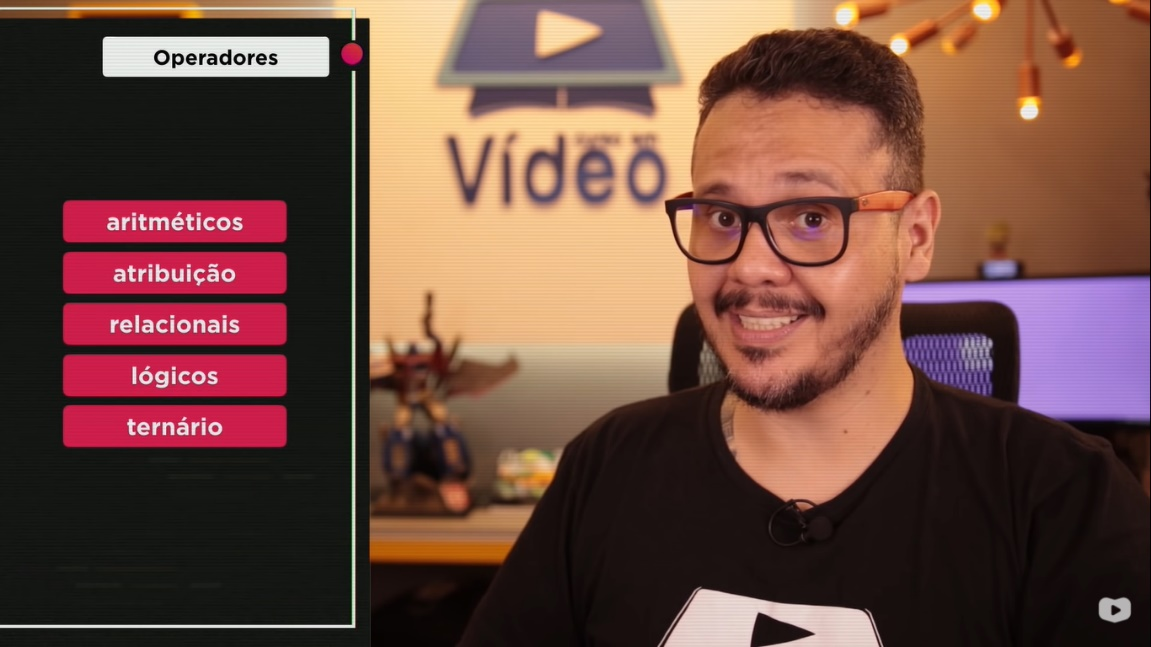 Operadores
aritméticos
atribuição
relacionais
lógicos
ternário
Vídeo